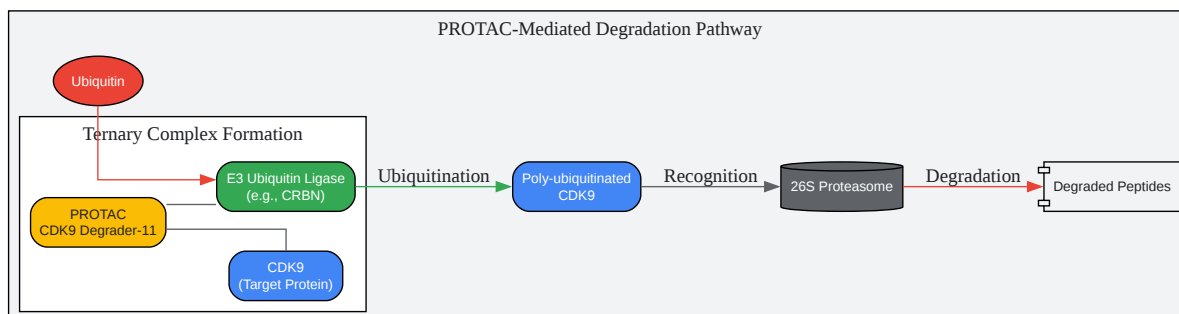 PROTAC-Mediated Degradation Pathway
Ubiquitin
Ternary Complex Formation
E3 Ubiquitin Ligase
(e.g., CRBN)
PROTAC
CDK9 Degrader-11
CDK9
(Target Protein)
Ubiquitination
Poly-ubiquitinated
CDK9
Recognition
26S Proteasome
Degradation
Degraded Peptides